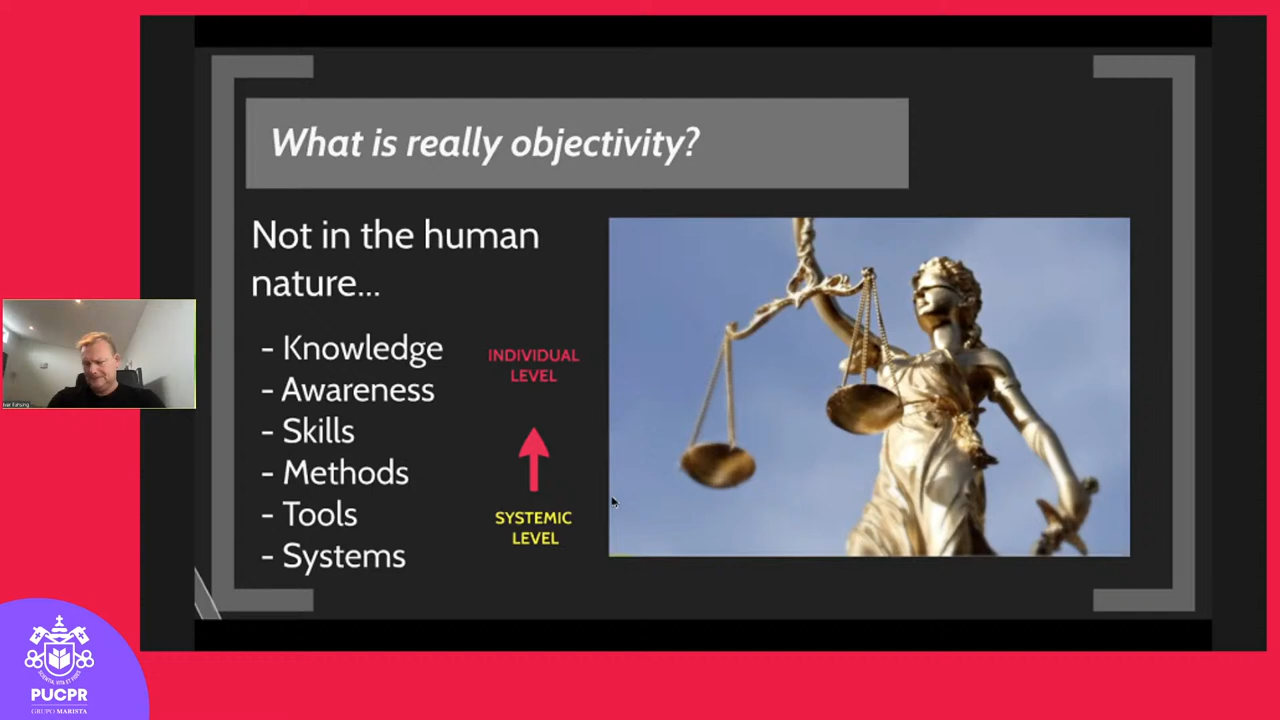 What is really objectivity?
Not in the human
nature...
- Knowledge
- Awareness
- Skills
- Methods
- Tools
- Systems
INDIVIDUAL
LEVEL
SYSTEMIC
LEVEL
PUCPR
GRUPO MARISTA